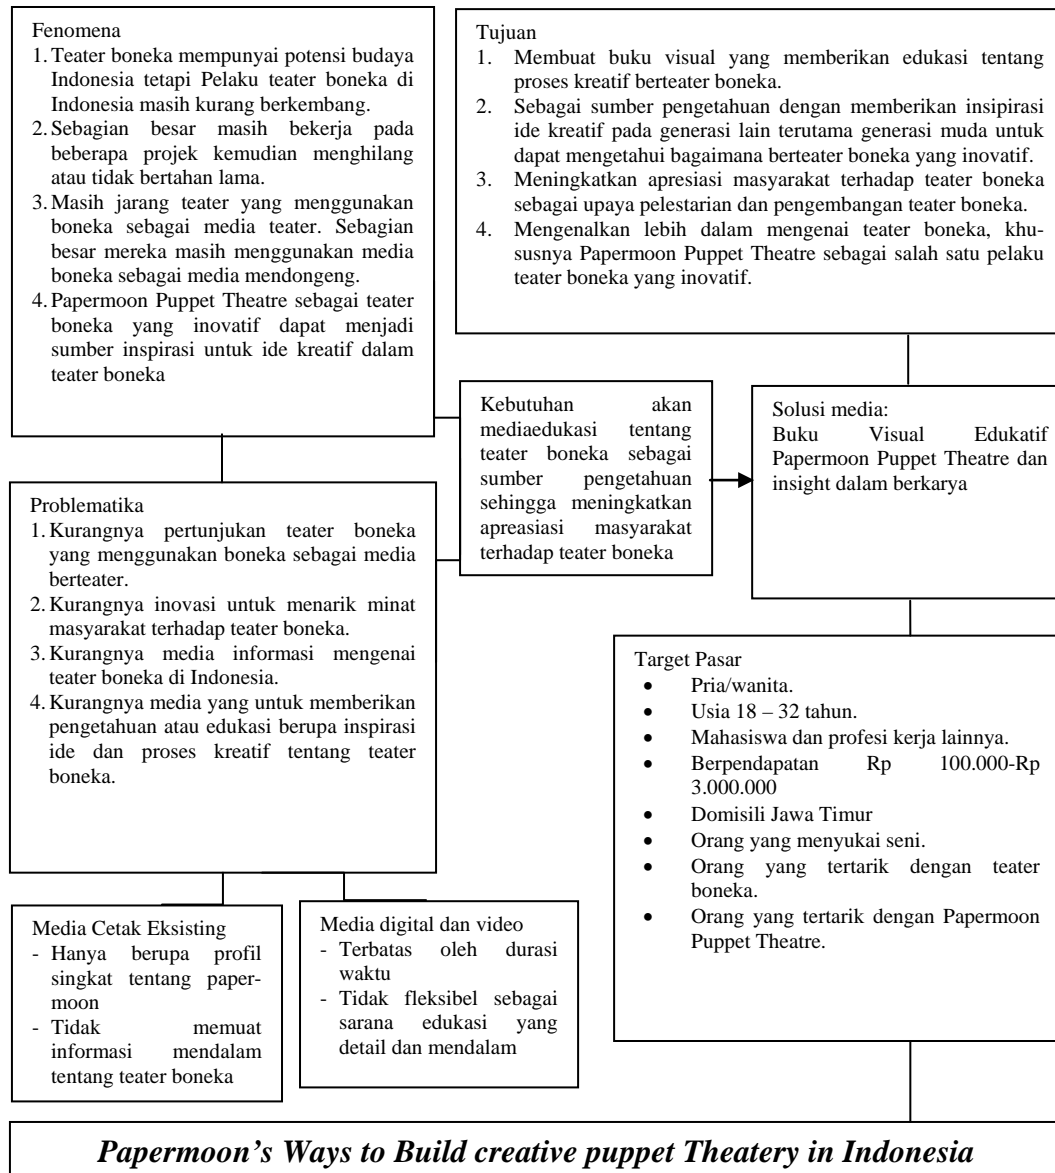 Fenomena
1. Teater boneka mempunyai potensi budaya
Indonesia tetapi Pelaku teater boneka di
Indonesia masih kurang berkembang.
2. Sebagian besar masih bekerja pada
beberapa projek kemudian menghilang
atau tidak bertahan lama.
3. Masih jarang teater yang menggunakan
boneka sebagai media teater. Sebagian
besar mereka masih menggunakan media
boneka sebagai media mendongeng.
4. Papermoon Puppet Theatre sebagai teater
boneka yang inovatif dapat menjadi
sumber inspirasi untuk ide kreatif dalam
teater boneka
Tujuan
1. Membuat buku visual yang memberikan edukasi tentang
proses kreatif berteater boneka.
2. Sebagai sumber pengetahuan dengan memberikan insipirasi
ide kreatif pada generasi lain terutama generasi muda untuk
dapat mengetahui bagaimana berteater boneka yang inovatif.
3. Meningkatkan apresiasi masyarakat terhadap teater boneka
sebagai upaya pelestarian dan pengembangan teater boneka.
4. Mengenalkan lebih dalam mengenai teater boneka, khu-
susnya Papermoon Puppet Theatre sebagai salah satu pelaku
teater boneka yang inovatif.
Kebutuhan akan
mediaedukasi tentang
teater boneka sebagai
sumber pengetahuan
sehingga meningkatkan
apreasiasi masyarakat
terhadap teater boneka
Solusi media:
Buku Visual Edukatif
Papermoon Puppet Theatre dan
insight dalam berkarya
Problematika
1. Kurangnya pertunjukan teater boneka
yang menggunakan boneka sebagai media
berteater.
2. Kurangnya inovasi untuk menarik minat
masyarakat terhadap teater boneka.
3. Kurangnya media informasi mengenai
teater boneka di Indonesia.
4. Kurangnya media yang untuk memberikan
pengetahuan atau edukasi berupa inspirasi
ide dan proses kreatif tentang teater
boneka.
Target Pasar
• Pria/wanita.
• Usia 18 – 32 tahun.
• Mahasiswa dan profesi kerja lainnya.
• Berpendapatan Rp 100.000-Rp
3.000.000
• Domisili Jawa Timur
• Orang yang menyukai seni.
• Orang yang tertarik dengan teater
boneka.
• Orang yang tertarik dengan Papermoon
Puppet Theatre.
Media Cetak Eksisting
- Hanya berupa profil
singkat tentang paper-
moon
- Tidak memuat
informasi mendalam
tentang teater boneka
Media digital dan video
- Terbatas oleh durasi
waktu
- Tidak fleksibel sebagai
sarana edukasi yang
detail dan mendalam
Papermoon's Ways to Build creative puppet Theatery in Indonesia